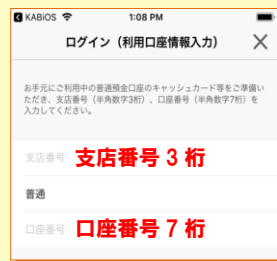 KABiOS 1:08 PM
ログイン（利用口座情報入力） ×
お手元にご利用中の普通預金口座のキャッシュカード等をご準備い
ただき、支店番号（半角数字3桁）、口座番号（半角数字7桁）を
入力してください。
支店番号 支店番号３桁
普通
口座番号 口座番号７桁